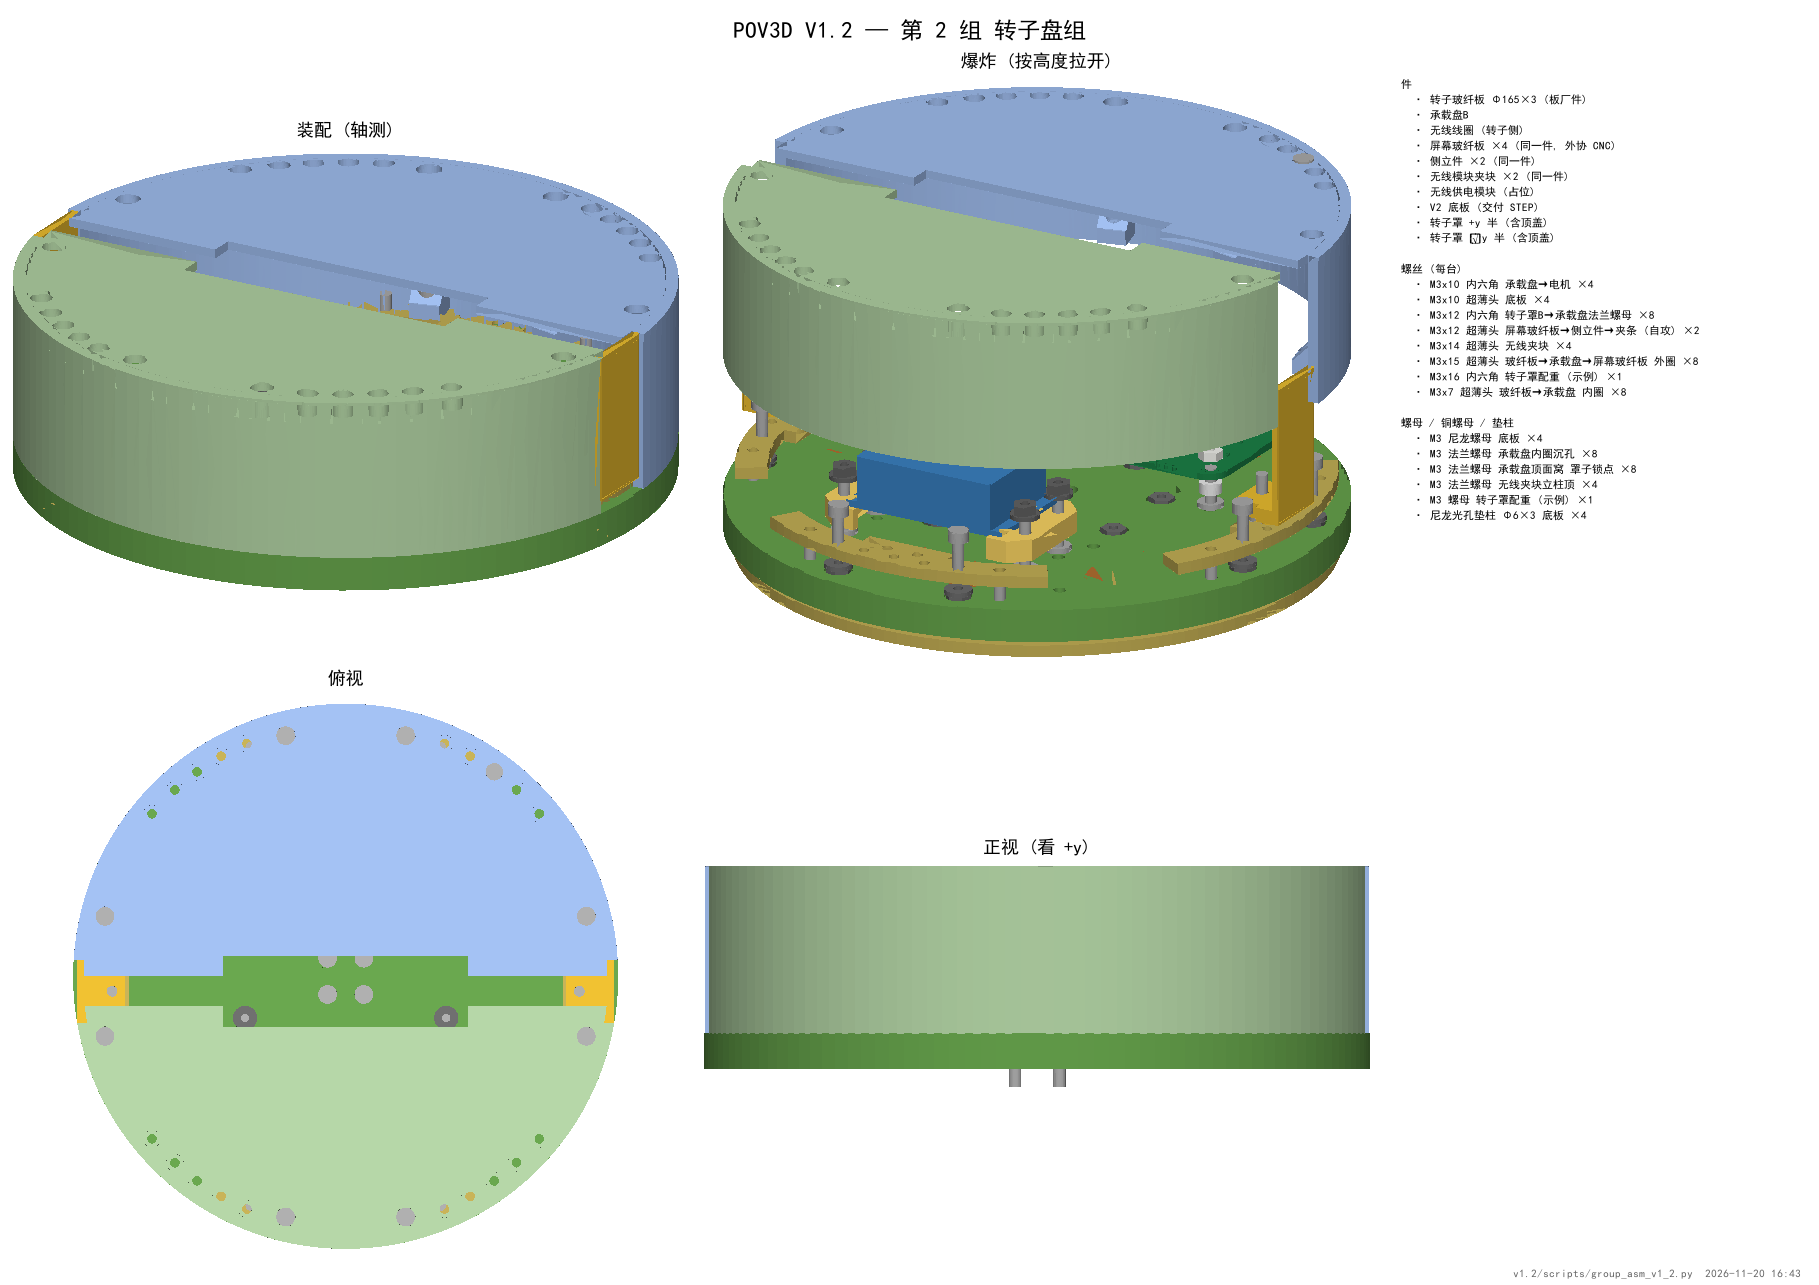 POV3D V1.2 — 第 2 组 转子盘组
爆炸 (按高度拉开)
装配 (轴测)
件
· 转子玻纤板 Φ165×3 (板厂件)
· 承载盘B
· 无线线圈 (转子侧)
· 屏幕玻纤板 ×4 (同一件, 外协 CNC)
· 侧立件 ×2 (同一件)
· 无线模块夹块 ×2 (同一件)
· 无线供电模块 (占位)
· V2 底板 (交付 STEP)
· 转子罩 +y 半 (含顶盖)
· 转子罩 y 半 (含顶盖)
螺丝 (每台)
· M3x10 内六角 承载盘→电机 ×4
· M3x10 超薄头 底板 ×4
· M3x12 内六角 转子罩B→承载盘法兰螺母 ×8
· M3x12 超薄头 屏幕玻纤板→侧立件→夹条 (自攻) ×2
· M3x14 超薄头 无线夹块 ×4
· M3x15 超薄头 玻纤板→承载盘→屏幕玻纤板 外圈 ×8
· M3x16 内六角 转子罩配重 (示例) ×1
· M3x7 超薄头 玻纤板→承载盘 内圈 ×8
螺母 / 铜螺母 / 垫柱
· M3 尼龙螺母 底板 ×4
· M3 法兰螺母 承载盘内圈沉孔 ×8
· M3 法兰螺母 承载盘顶面窝 罩子锁点 ×8
· M3 法兰螺母 无线夹块立柱顶 ×4
· M3 螺母 转子罩配重 (示例) ×1
· 尼龙光孔垫柱 Φ6×3 底板 ×4
俯视
正视 (看 +y)
v1.2/scripts/group_asm_v1_2.py 2026-11-20 16:43